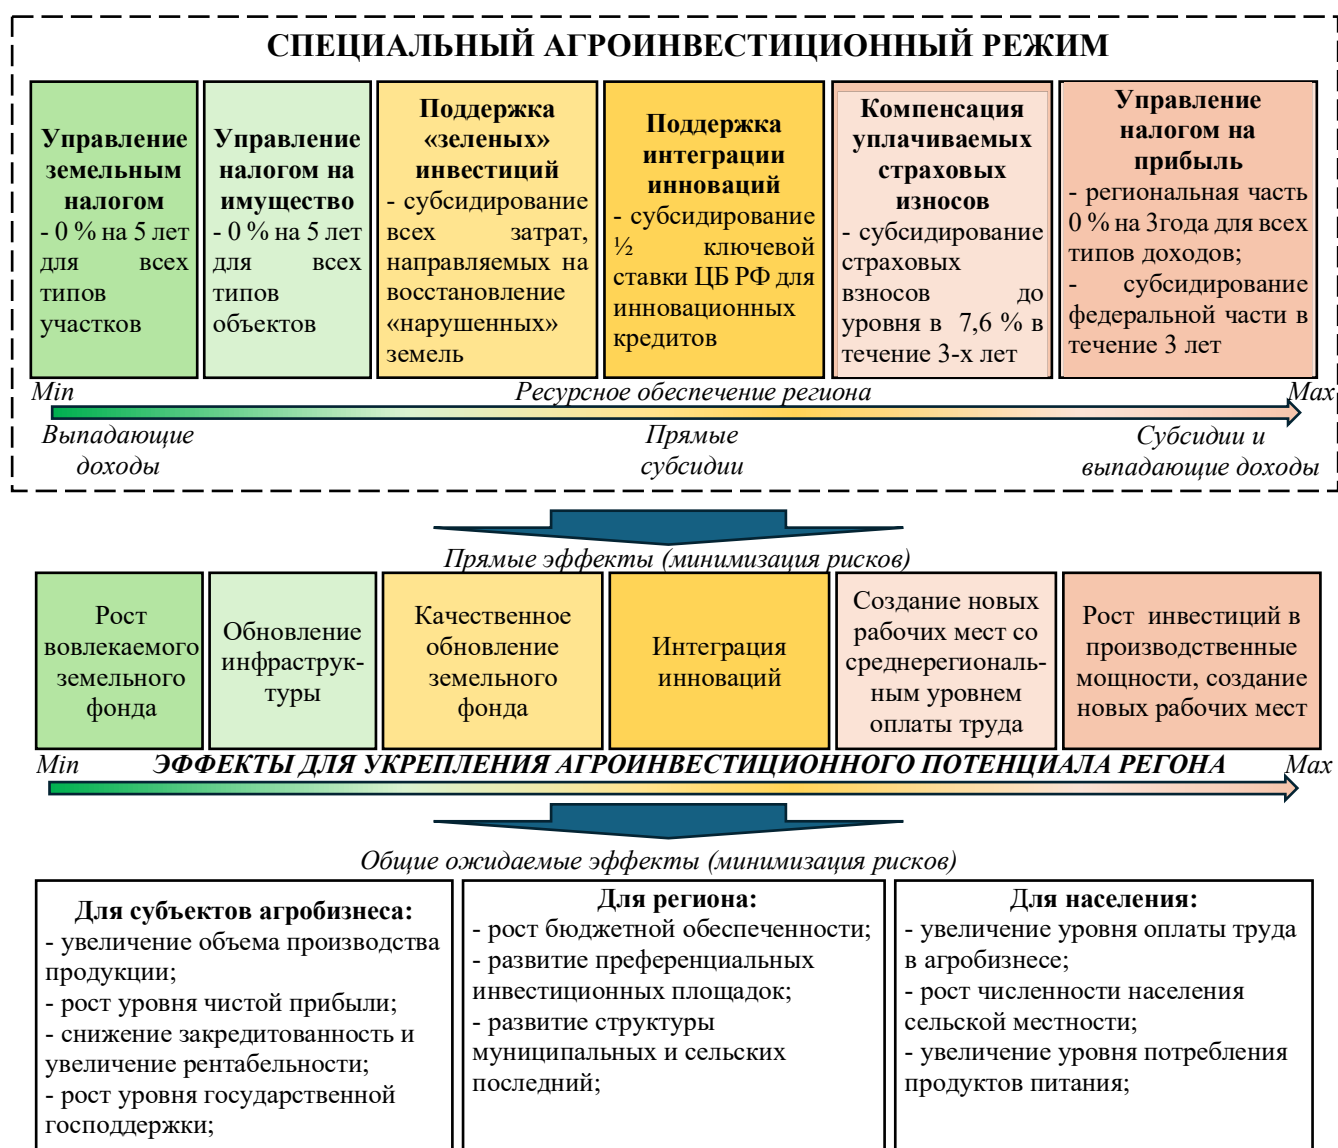 СПЕЦИАЛЬНЫЙ АГРОИНВЕСТИЦИОННЫЙ РЕЖИМ
Управление
земельным
налогом
- 0 % на 5 лет
для всех
типов
участков
Управление
налогом на
имущество
- 0 % на 5 лет
для всех
типов
объектов
Поддержка
«зеленых»
инвестиций
- субсидирование
всех затрат,
направляемых на
восстановление
«нарушенных»
земель
Поддержка
интеграции
инноваций
- субсидирование
½ ключевой
ставки ЦБ РФ для
инновационных
кредитов
Компенсация
уплачиваемых
страховых
износов
- субсидирование
страховых
взносов до
уровня в 7,6 % в
течение 3-х лет
Управление
налогом на
прибыль
- региональная часть
0 % на 3года для всех
типов доходов;
- субсидирование
федеральной части в
течение 3 лет
Min Ресурсное обеспечение региона Max
Выпадающие
доходы
Прямые
субсидии
Субсидии и
выпадающие доходы
Прямые эффекты (минимизация рисков)
Рост
вовлекаемого
земельного
фонда
Обновление
инфраструк-
туры
Качественное
обновление
земельного
фонда
Интеграция
инноваций
Создание новых
рабочих мест со
среднерегиональ-
ным уровнем
оплаты труда
Рост инвестиций в
производственные
мощности, создание
новых рабочих мест
Min ЭФФЕКТЫ ДЛЯ УКРЕПЛЕНИЯ АГРОИНВЕСТИЦИОННОГО ПОТЕНЦИАЛА РЕГОНА Max
Общие ожидаемые эффекты (минимизация рисков)
Для субъектов агробизнеса:
- увеличение объема производства
продукции;
- рост уровня чистой прибыли;
- снижение закредитованность и
увеличение рентабельности;
- рост уровня государственной
господдержки;
Для региона:
- рост бюджетной обеспеченности;
- развитие преференциальных
инвестиционных площадок;
- развитие структуры
муниципальных и сельских
последний;
Для населения:
- увеличение уровня оплаты труда
в агробизнесе;
- рост численности населения
сельской местности;
- увеличение уровня потребления
продуктов питания;